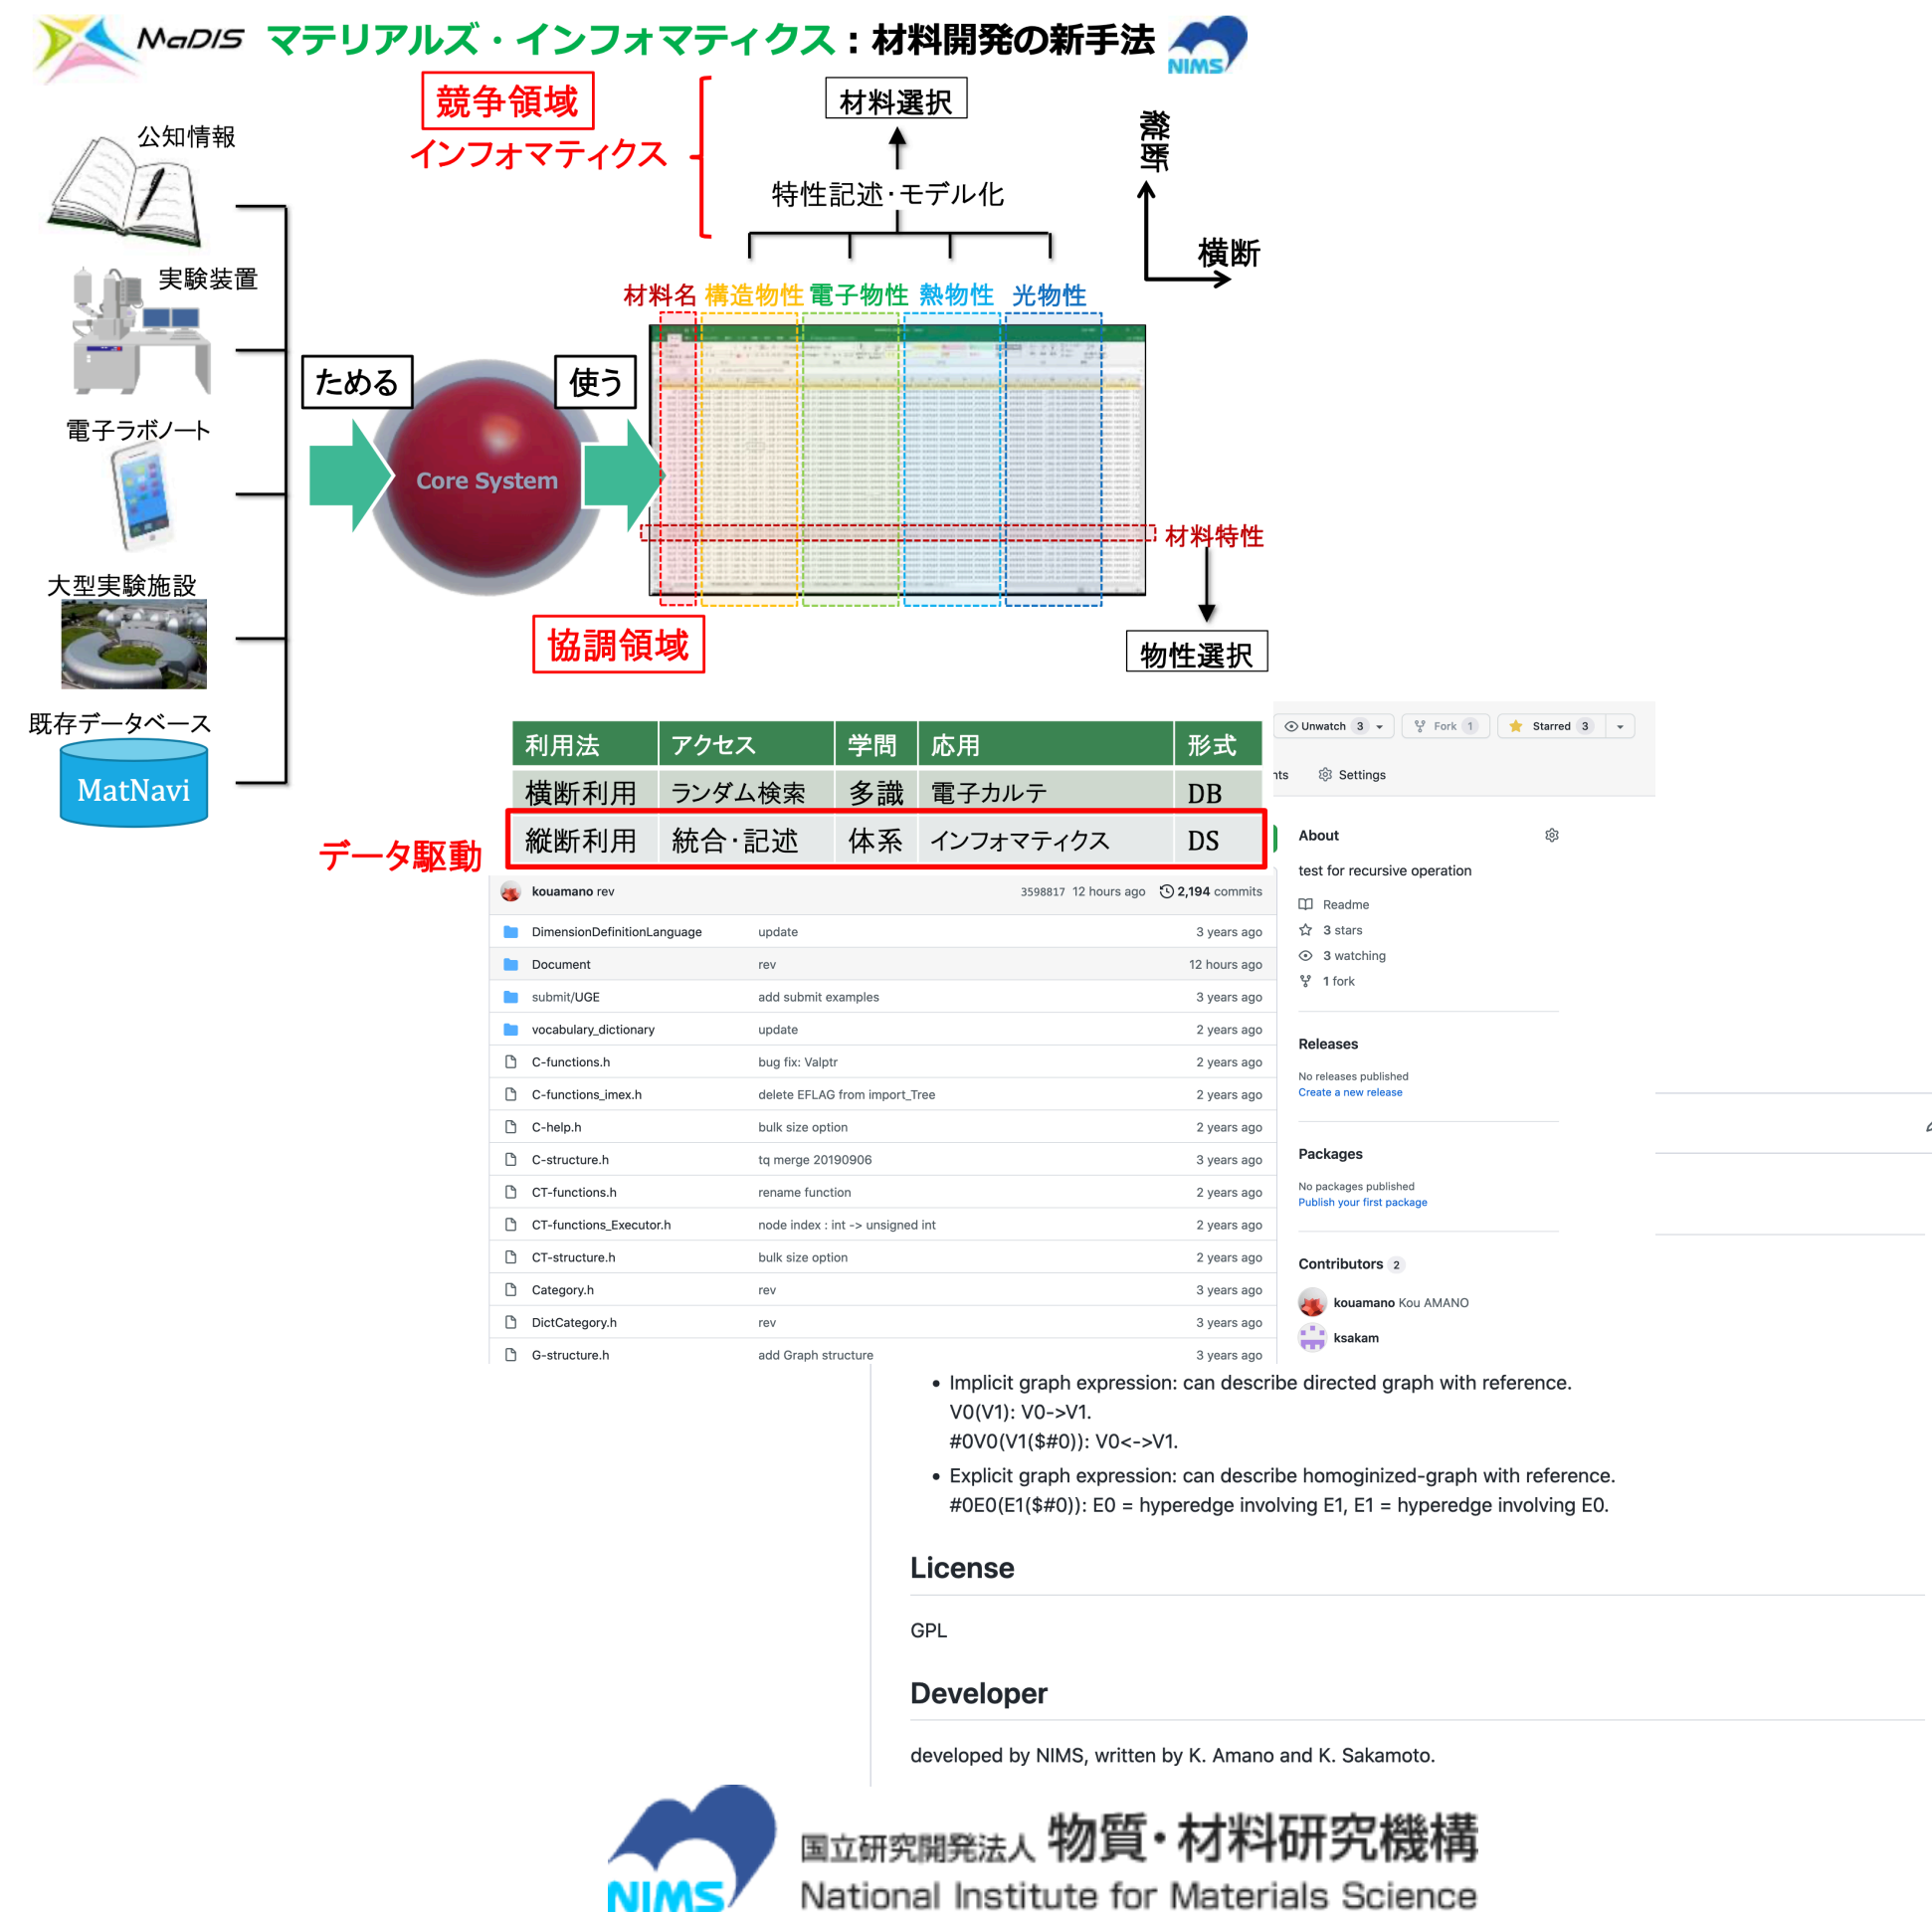 MaDIS マテリアルズ・インフォマティクス：材料開発の新手法 NIMS
競争領域
インフォマティクス
材料選択
特性記述・モデル化
縦断
横断
公知情報
実験装置
電子ラボノート
大型実験施設
既存データベース
MatNavi
ためる
Core System
使う
材料名 構造物性 電子物性 熱物性 光物性
材料特性
物性選択
協調領域
利用法 アクセス 学問 応用 形式
横断利用 ランダム検索 多識 電子カルテ DB
縦断利用 統合・記述 体系 インフォマティクス DS
データ駆動
Unwatch 3 Fork 1 Starred 3
nts Settings
kouamano rev 3598817 12 hours ago 2,194 commits
DimensionDefinitionLanguage update 3 years ago
Document rev 12 hours ago
submit/UGE add submit examples 3 years ago
vocabulary_dictionary update 2 years ago
C-functions.h bug fix: Valptr 2 years ago
C-functions_imex.h delete EFLAG from import_Tree 2 years ago
C-help.h bulk size option 2 years ago
C-structure.h tq merge 20190906 3 years ago
CT-functions.h rename function 2 years ago
CT-functions_Executor.h node index : int -> unsigned int 2 years ago
CT-structure.h bulk size option 2 years ago
Category.h rev 3 years ago
DictCategory.h rev 3 years ago
G-structure.h add Graph structure 3 years ago
About
test for recursive operation
Readme
3 stars
3 watching
1 fork
Releases
No releases published
Create a new release
Packages
No packages published
Publish your first package
Contributors 2
kouamano Kou AMANO
ksakam
• Implicit graph expression: can describe directed graph with reference.
V0(V1): V0->V1.
#0V0(V1($#0)): V0<->V1.
• Explicit graph expression: can describe homoginized-graph with reference.
#0E0(E1($#0)): E0 = hyperedge involving E1, E1 = hyperedge involving E0.
License
GPL
Developer
developed by NIMS, written by K. Amano and K. Sakamoto.
NIMS
国立研究開発法人 物質・材料研究機構
National Institute for Materials Science